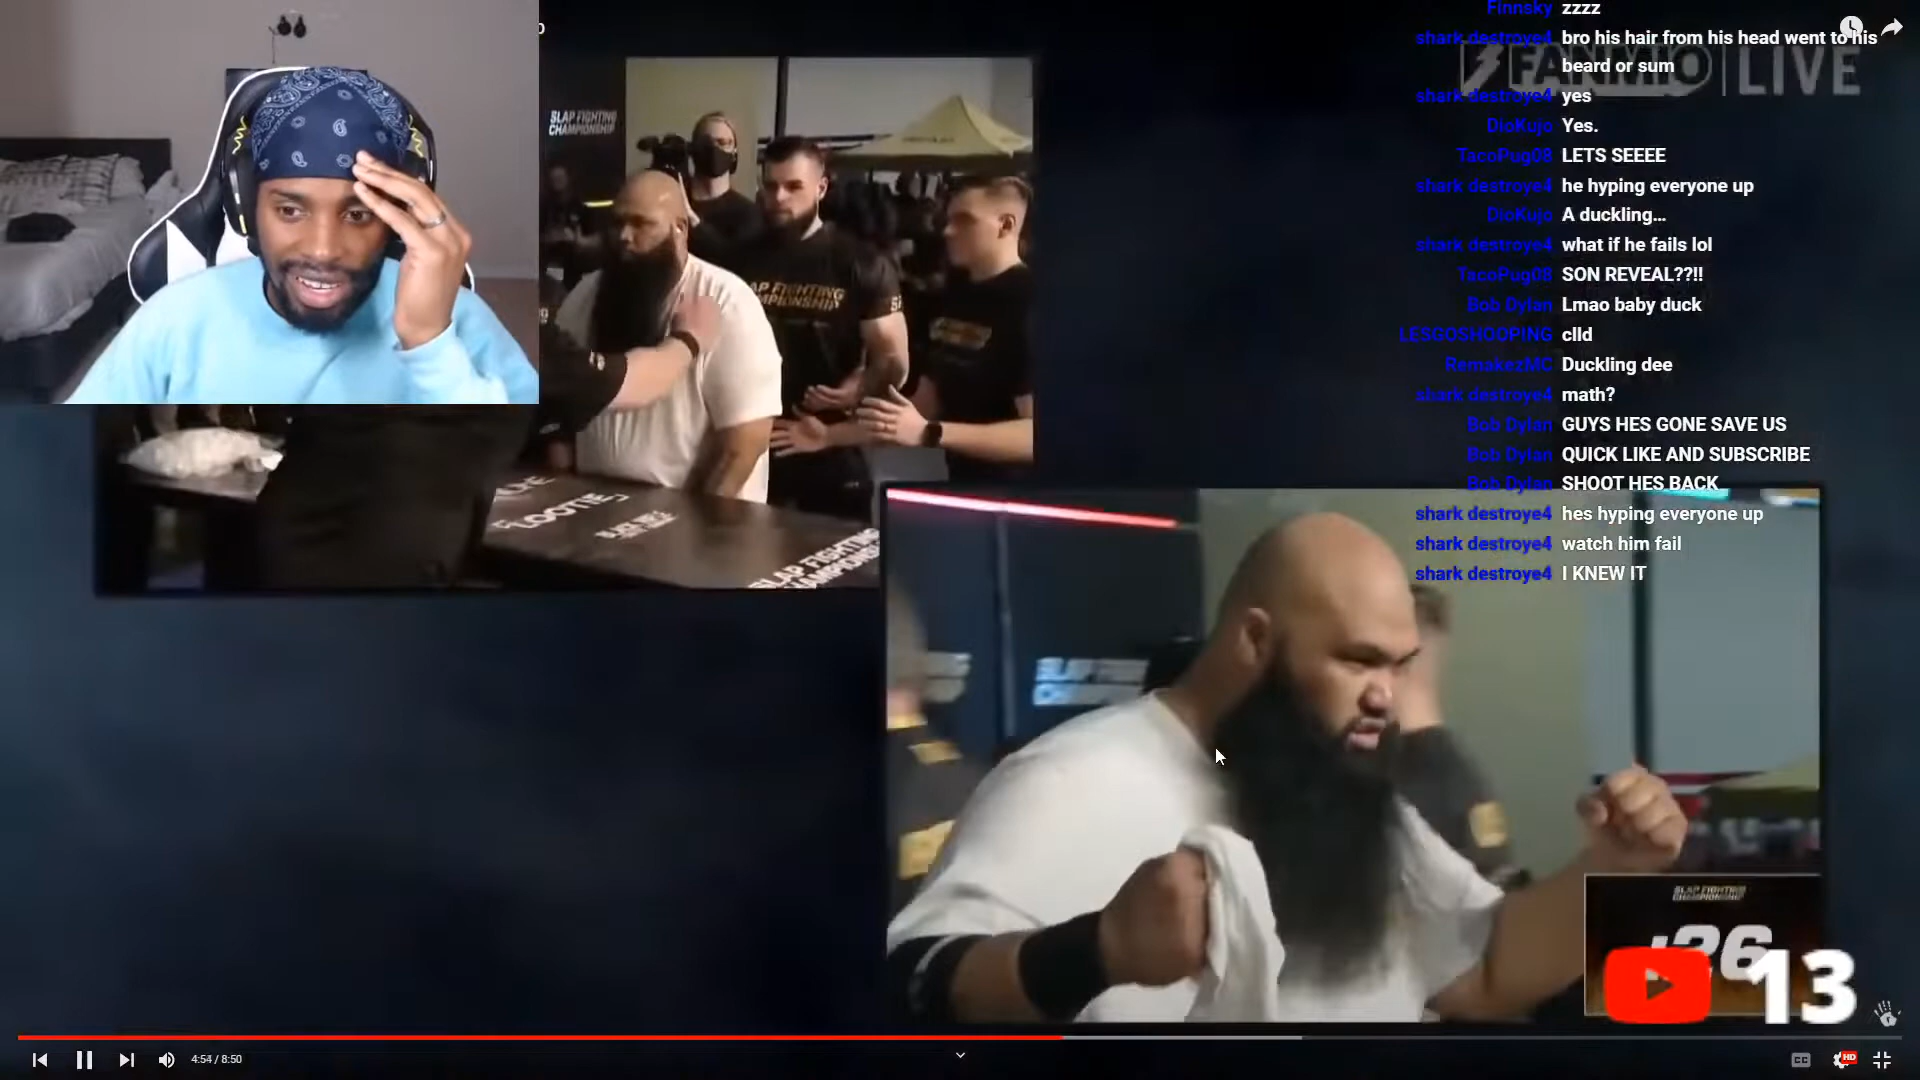 Finnsky zzzz
shark destroye4 bro his hair from his head went to his
beard or sum
shark destroye4 yes
DioKujo Yes.
TacoPug08 LETS SEEEE
shark destroye4 he hyping everyone up
DioKujo A duckling...
shark destroye4 what if he fails lol
TacoPug08 SON REVEAL??!!
Bob Dylan Lmao baby duck
LESGOSHOOPING clld
RemakezMC Duckling dee
shark destroye4 math?
Bob Dylan GUYS HES GONE SAVE US
Bob Dylan QUICK LIKE AND SUBSCRIBE
Bob Dylan SHOOT HES BACK
shark destroye4 hes hyping everyone up
shark destroye4 watch him fail
shark destroye4 I KNEW IT
FANMIO LIVE
SLAP FIGHTING
CHAMPIONSHIP
SLAP FIGHTING
SLAP FIGHTING
SLAP
SLAP FIGHTING
CHAMPIONSHIP
26
13
4:54 / 8:50
CC
HD